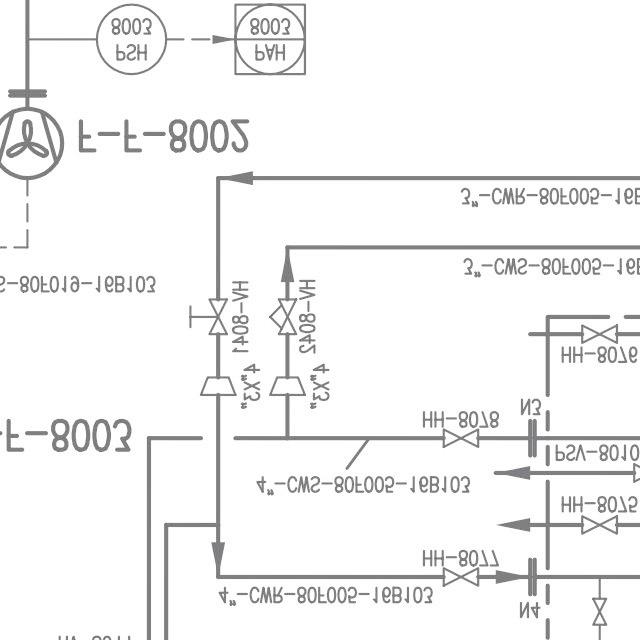 8003
PSH
8003
PAH
F-F-8002
3"-CWR-80F005-16B
3"-CWS-80F005-16B
S-80F019-16B103
HV-8041
HV-8042
HH-8076
4"X3"
4"X3"
N3
HH-8078
-F-8003
PSV-8010
4"-CWS-80F005-16B103
HH-8075
HH-8077
4"-CWR-80F005-16B103
N4